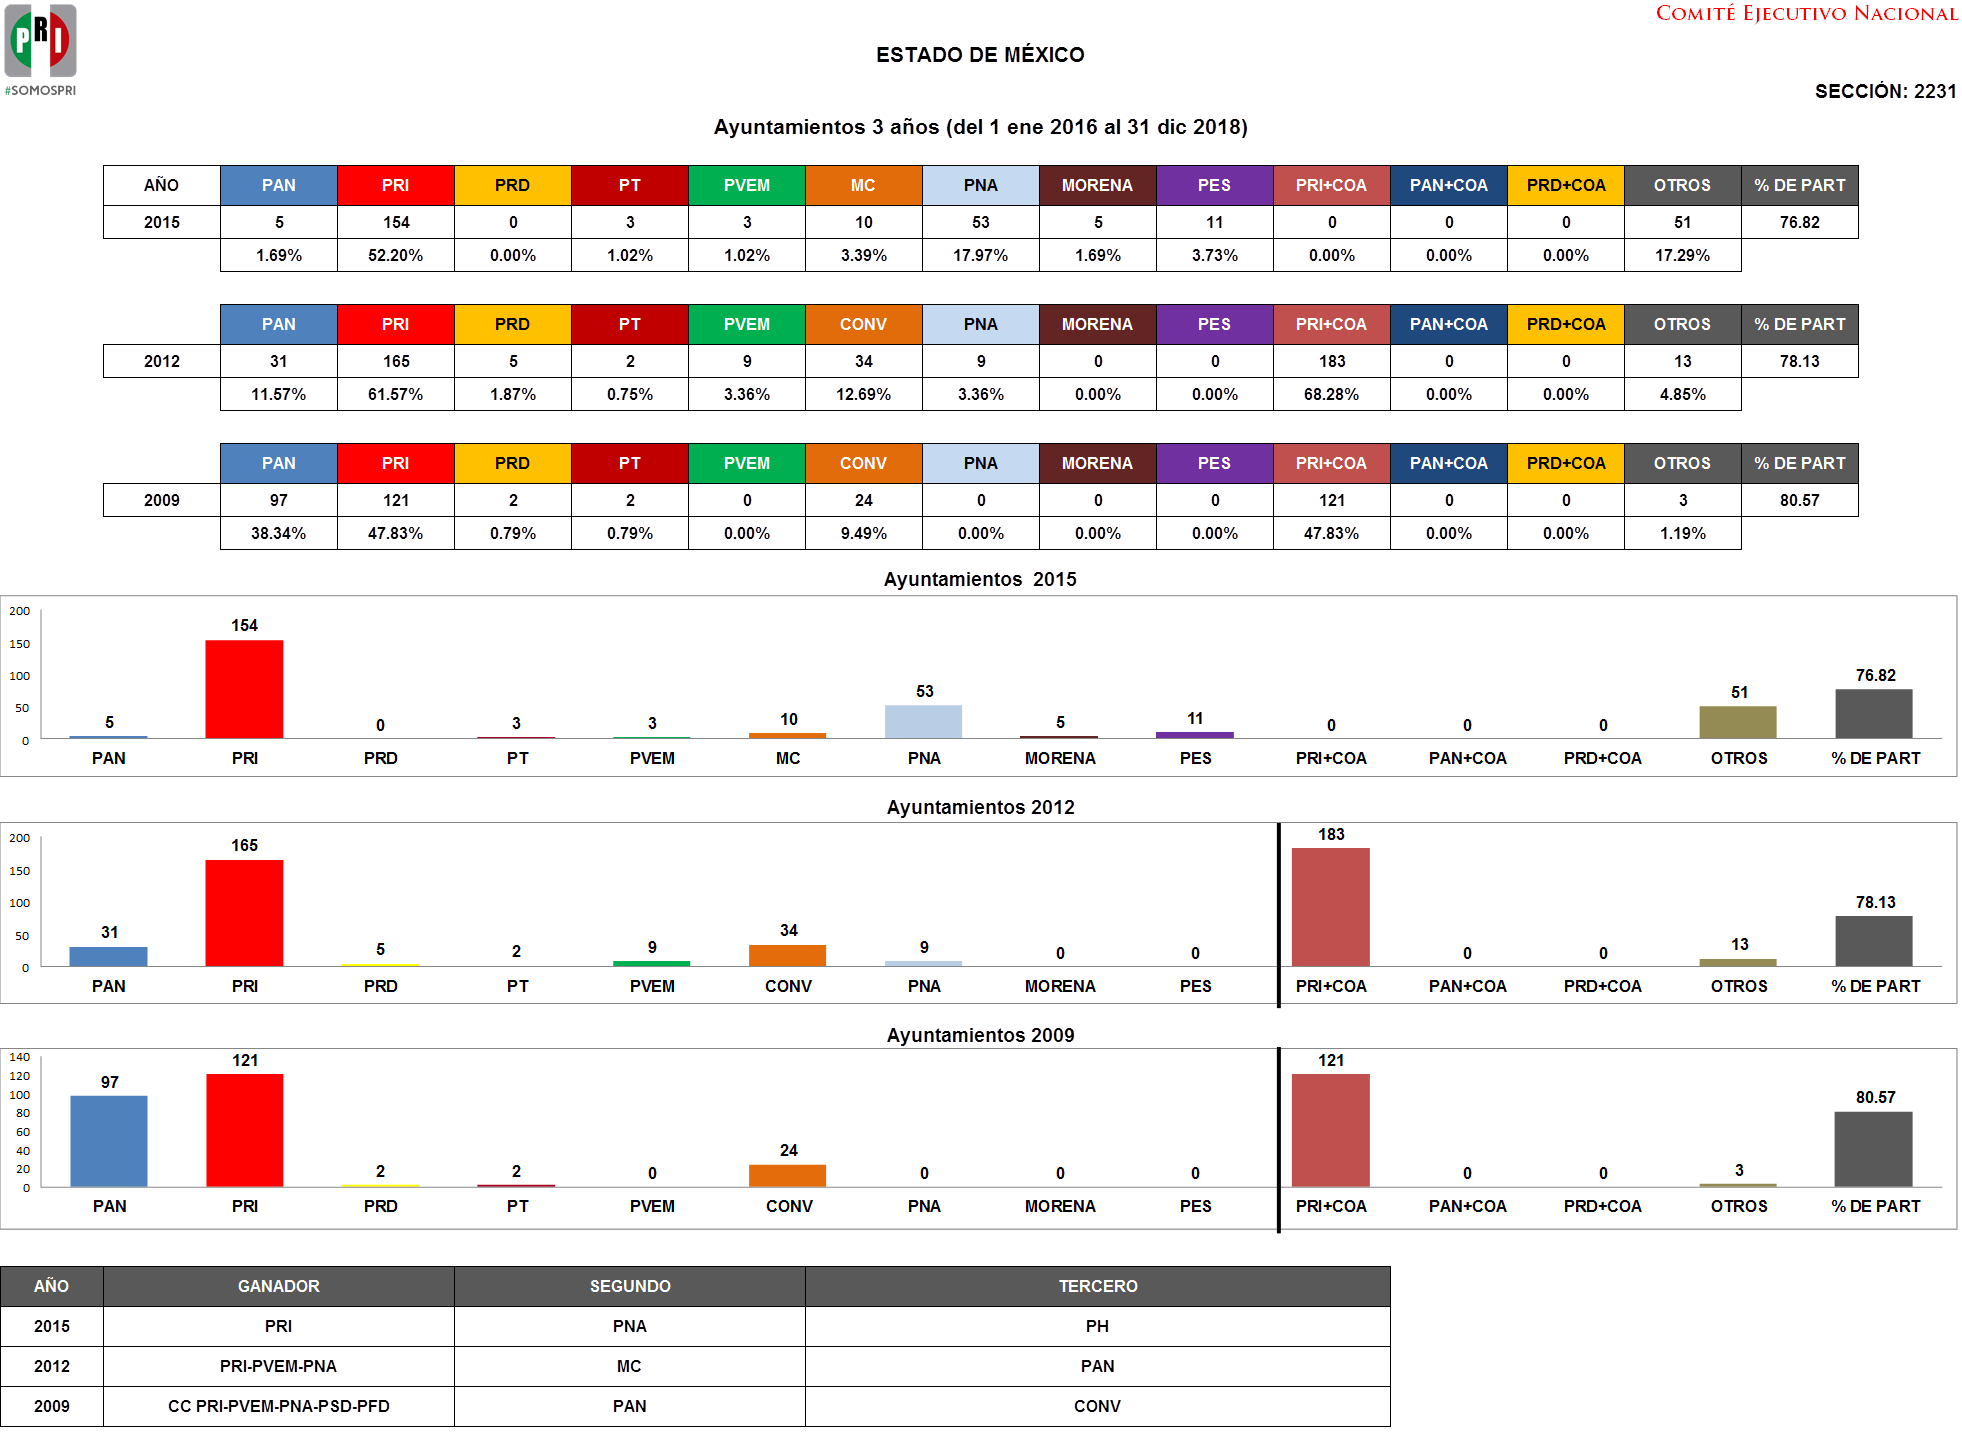 PRI
#SOMOSPRI
COMITÉ EJECUTIVO NACIONAL
ESTADO DE MÉXICO
SECCIÓN: 2231
Ayuntamientos 3 años (del 1 ene 2016 al 31 dic 2018)
AÑO PAN PRI PRD PT PVEM MC PNA MORENA PES PRI+COA PAN+COA PRD+COA OTROS % DE PART
2015 5 154 0 3 3 10 53 5 11 0 0 0 51 76.82
1.69% 52.20% 0.00% 1.02% 1.02% 3.39% 17.97% 1.69% 3.73% 0.00% 0.00% 0.00% 17.29%
PAN PRI PRD PT PVEM CONV PNA MORENA PES PRI+COA PAN+COA PRD+COA OTROS % DE PART
2012 31 165 5 2 9 34 9 0 0 183 0 0 13 78.13
11.57% 61.57% 1.87% 0.75% 3.36% 12.69% 3.36% 0.00% 0.00% 68.28% 0.00% 0.00% 4.85%
PAN PRI PRD PT PVEM CONV PNA MORENA PES PRI+COA PAN+COA PRD+COA OTROS % DE PART
2009 97 121 2 2 0 24 0 0 0 121 0 0 3 80.57
38.34% 47.83% 0.79% 0.79% 0.00% 9.49% 0.00% 0.00% 0.00% 47.83% 0.00% 0.00% 1.19%
Ayuntamientos 2015
200
150
100
50
0
5 154 0 3 3 10 53 5 11 0 0 0 51 76.82
PAN PRI PRD PT PVEM MC PNA MORENA PES PRI+COA PAN+COA PRD+COA OTROS % DE PART
Ayuntamientos 2012
200
150
100
50
0
31 165 5 2 9 34 9 0 0 183 0 0 13 78.13
PAN PRI PRD PT PVEM CONV PNA MORENA PES PRI+COA PAN+COA PRD+COA OTROS % DE PART
Ayuntamientos 2009
140
120
100
80
60
40
20
0
97 121 2 2 0 24 0 0 0 121 0 0 3 80.57
PAN PRI PRD PT PVEM CONV PNA MORENA PES PRI+COA PAN+COA PRD+COA OTROS % DE PART
AÑO GANADOR SEGUNDO TERCERO
2015 PRI PNA PH
2012 PRI-PVEM-PNA MC PAN
2009 CC PRI-PVEM-PNA-PSD-PFD PAN CONV